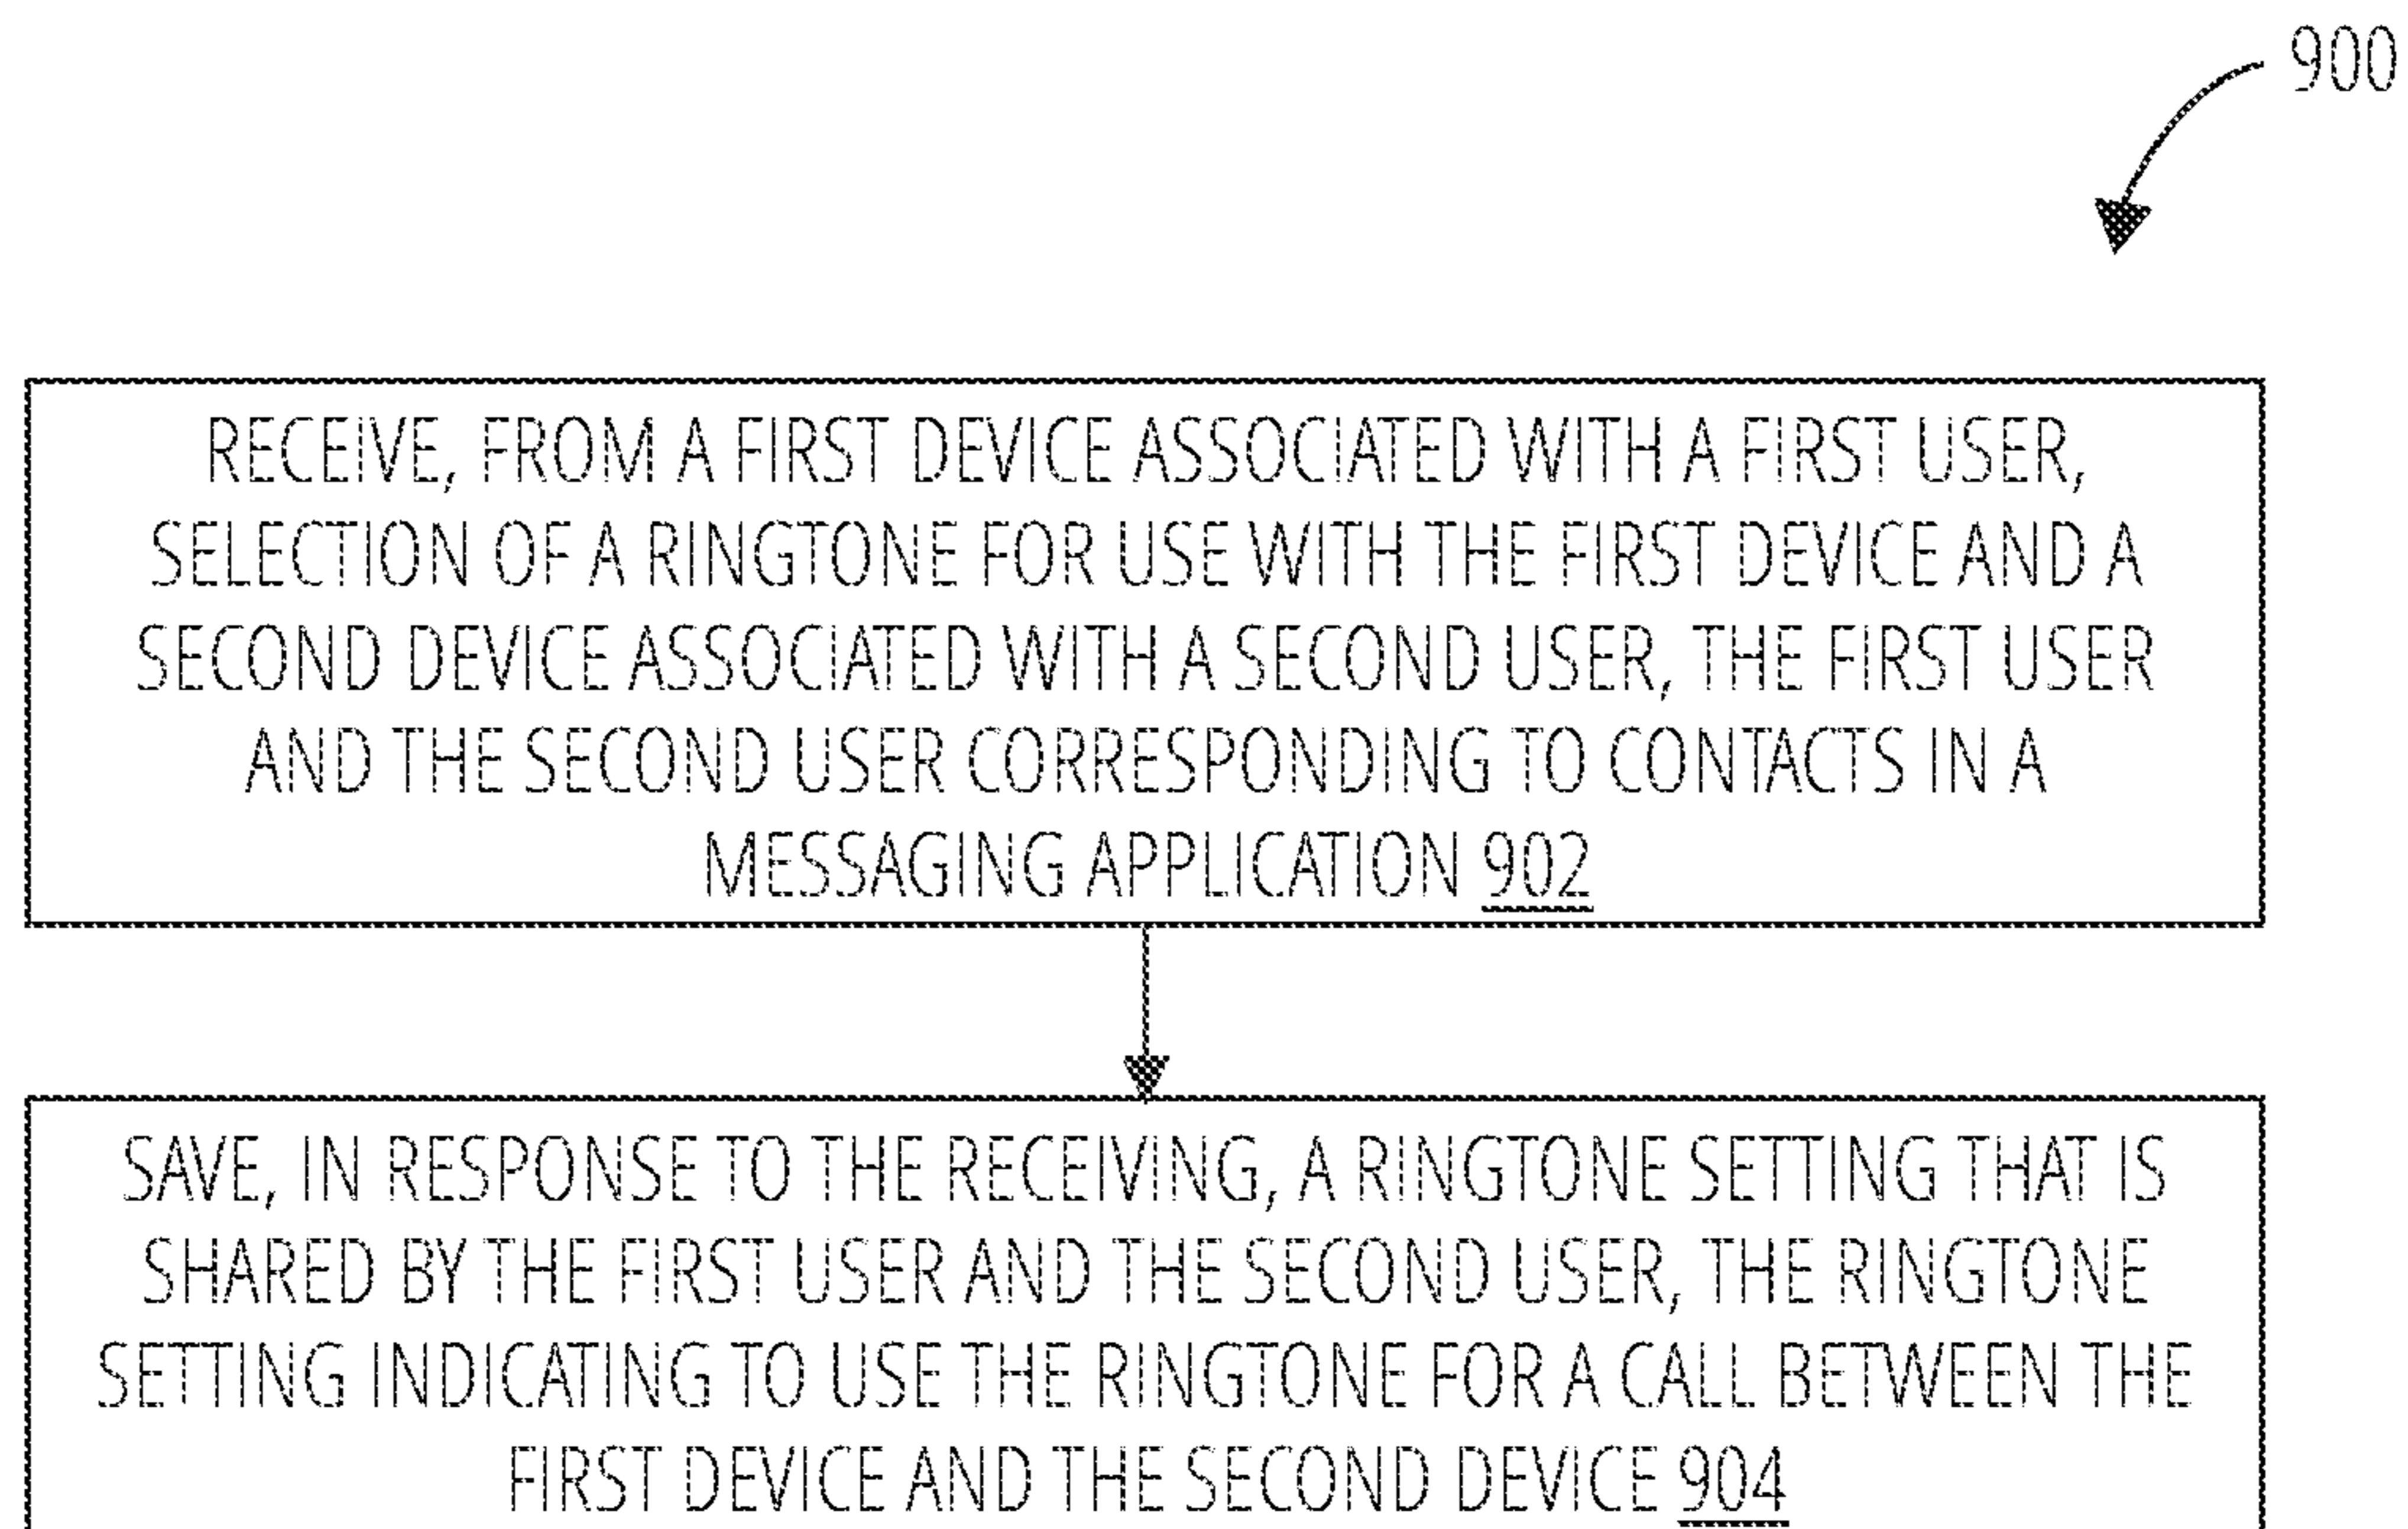 900
RECEIVE, FROM A FIRST DEVICE ASSOCIATED WITH A FIRST USER,
SELECTION OF A RINGTONE FOR USE WITH THE FIRST DEVICE AND A
SECOND DEVICE ASSOCIATED WITH A SECOND USER, THE FIRST USER
AND THE SECOND USER CORRESPONDING TO CONTACTS IN A
MESSAGING APPLICATION 902
SAVE, IN RESPONSE TO THE RECEIVING, A RINGTONE SETTING THAT IS
SHARED BY THE FIRST USER AND THE SECOND USER, THE RINGTONE
SETTING INDICATING TO USE THE RINGTONE FOR A CALL BETWEEN THE
FIRST DEVICE AND THE SECOND DEVICE 904